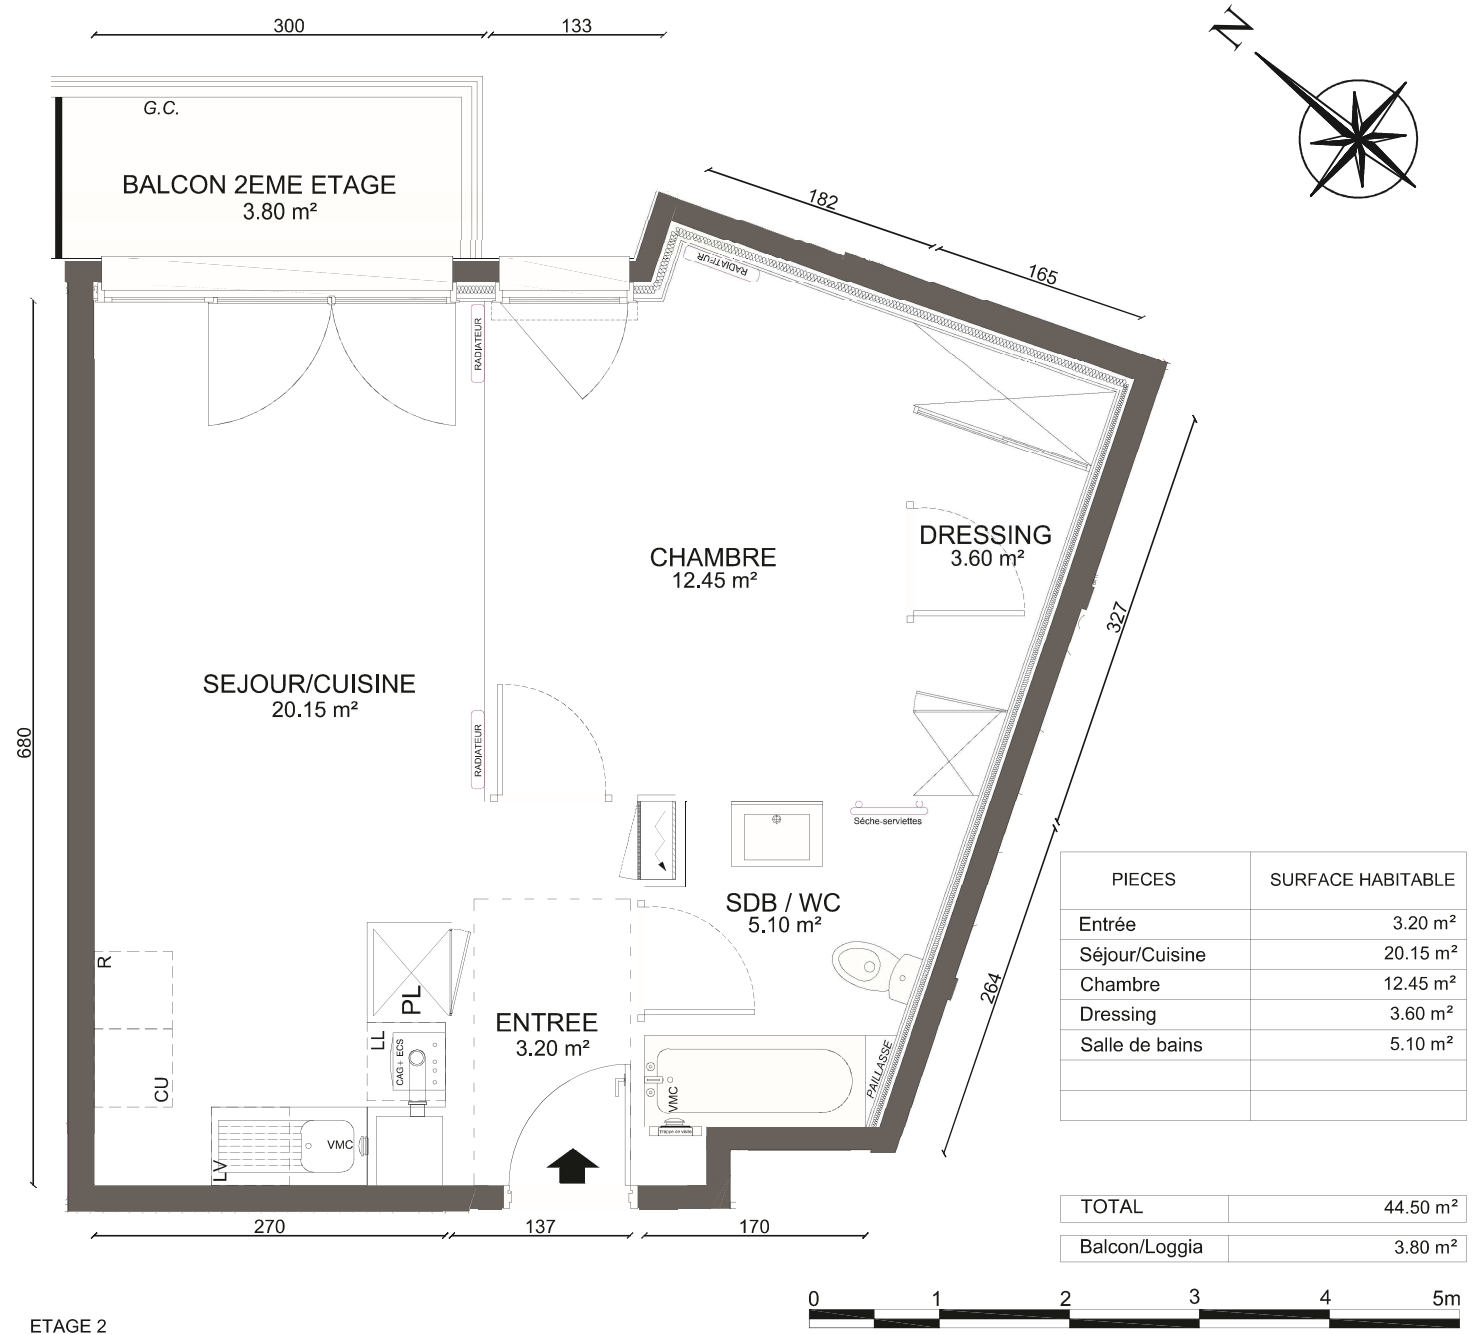 300
133
N
G.C.
BALCON 2EME ETAGE
3.80 m²
182
165
RADIATEUR
RADIATEUR
DRESSING
3.60 m²
CHAMBRE
12.45 m²
327
SEJOUR/CUISINE
20.15 m²
RADIATEUR
680
Séche-serviettes
SDB / WC
5.10 m²
264
R
PL
ENTREE
3.20 m²
LL
CAG + ECS
CU
VMC
PAILLASSE
Trappe de visite
VMC
LV
270
137
170
PIECES SURFACE HABITABLE
Entrée 3.20 m²
Séjour/Cuisine 20.15 m²
Chambre 12.45 m²
Dressing 3.60 m²
Salle de bains 5.10 m²
TOTAL 44.50 m²
Balcon/Loggia 3.80 m²
0 1 2 3 4 5m
ETAGE 2